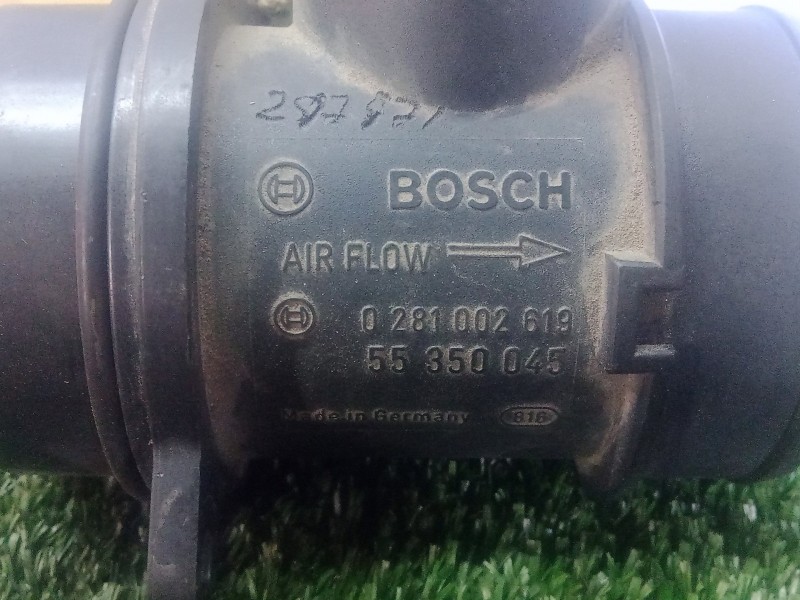 BOSCH
AIR FLOW
0 281 002 619
55 350 045
Made in Germany 816